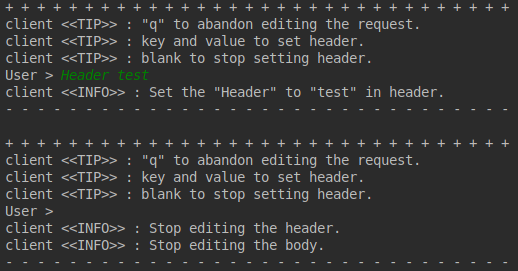 + + + + + + + + + + + + + + + + + + + + + + + + + + + + + + + +
client <<TIP>> : "q" to abandon editing the request.
client <<TIP>> : key and value to set header.
client <<TIP>> : blank to stop setting header.
User > Header test
client <<INFO>> : Set the "Header" to "test" in header.
- - - - - - - - - - - - - - - - - - - - - - - - - - - - - - - -
+ + + + + + + + + + + + + + + + + + + + + + + + + + + + + + + +
client <<TIP>> : "q" to abandon editing the request.
client <<TIP>> : key and value to set header.
client <<TIP>> : blank to stop setting header.
User >
client <<INFO>> : Stop editing the header.
client <<INFO>> : Stop editing the body.
- - - - - - - - - - - - - - - - - - - - - - - - - - - - - - - -